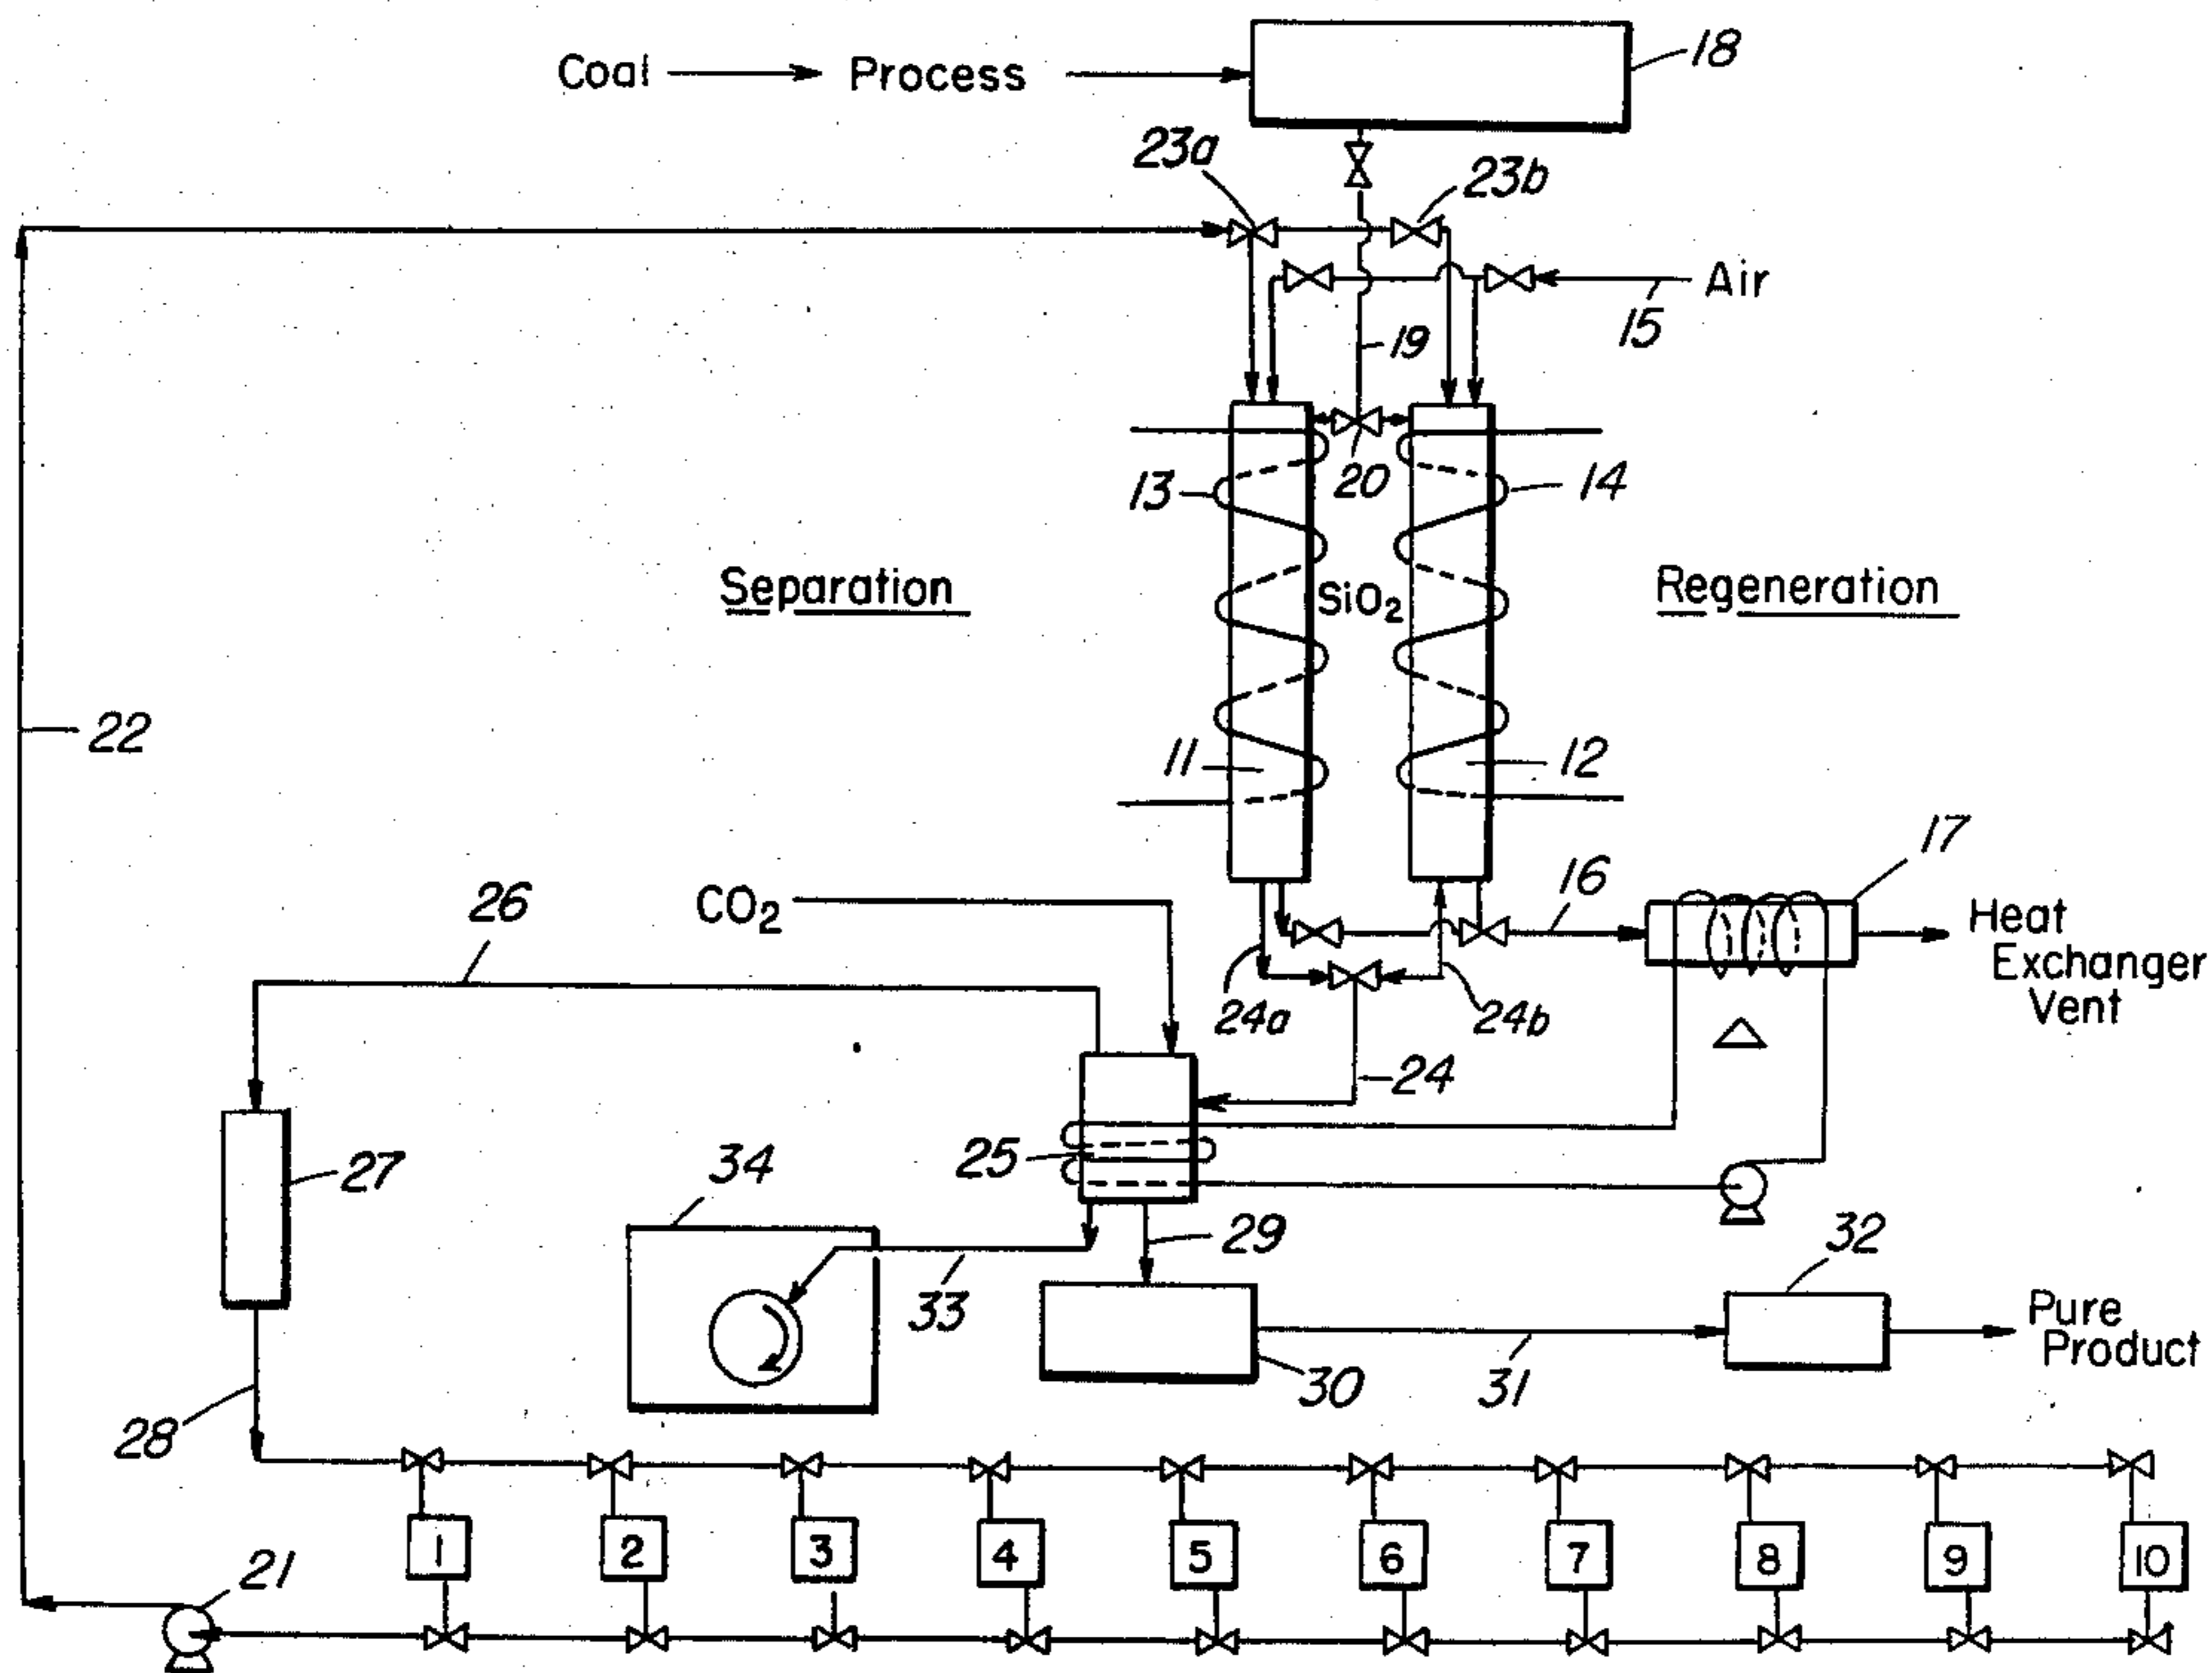 Coal Process 18
23a 23b
Air
15
19
13 20 14
Separation SiO2 Regeneration
22
11 12
17
26 CO2 16 Heat
Exchanger
Vent
24a 24b
24
25
27 34
29 32
33 Pure
Product
30 31
28
1 2 3 4 5 6 7 8 9 10
21